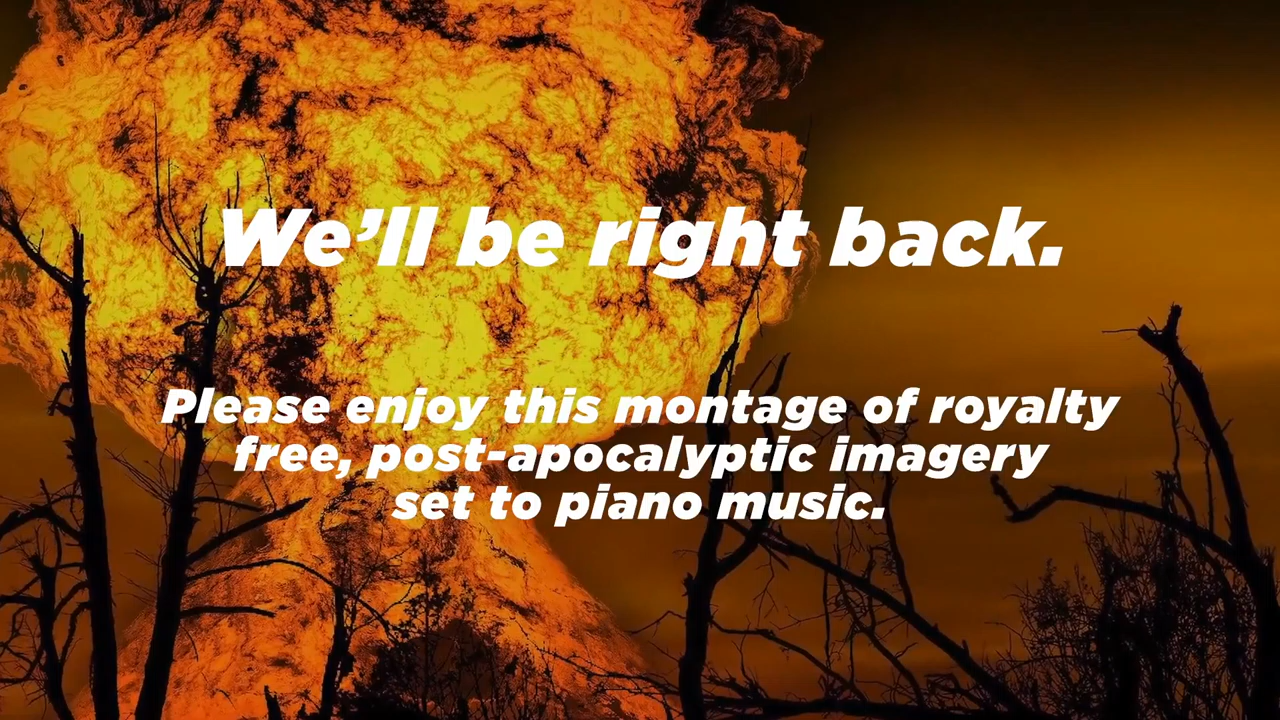 We’ll be right back.
Please enjoy this montage of royalty
free, post-apocalyptic imagery
set to piano music.